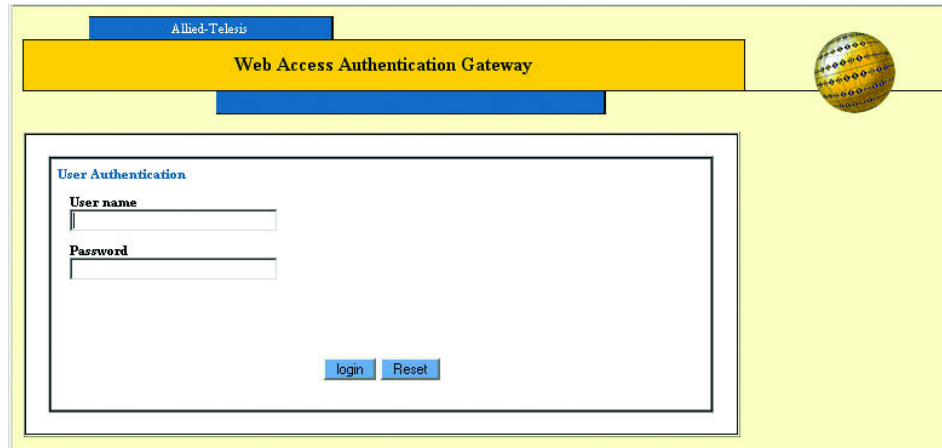 Allied-Telesis
Web Access Authentication Gateway
User Authentication
User name
Password
login Reset